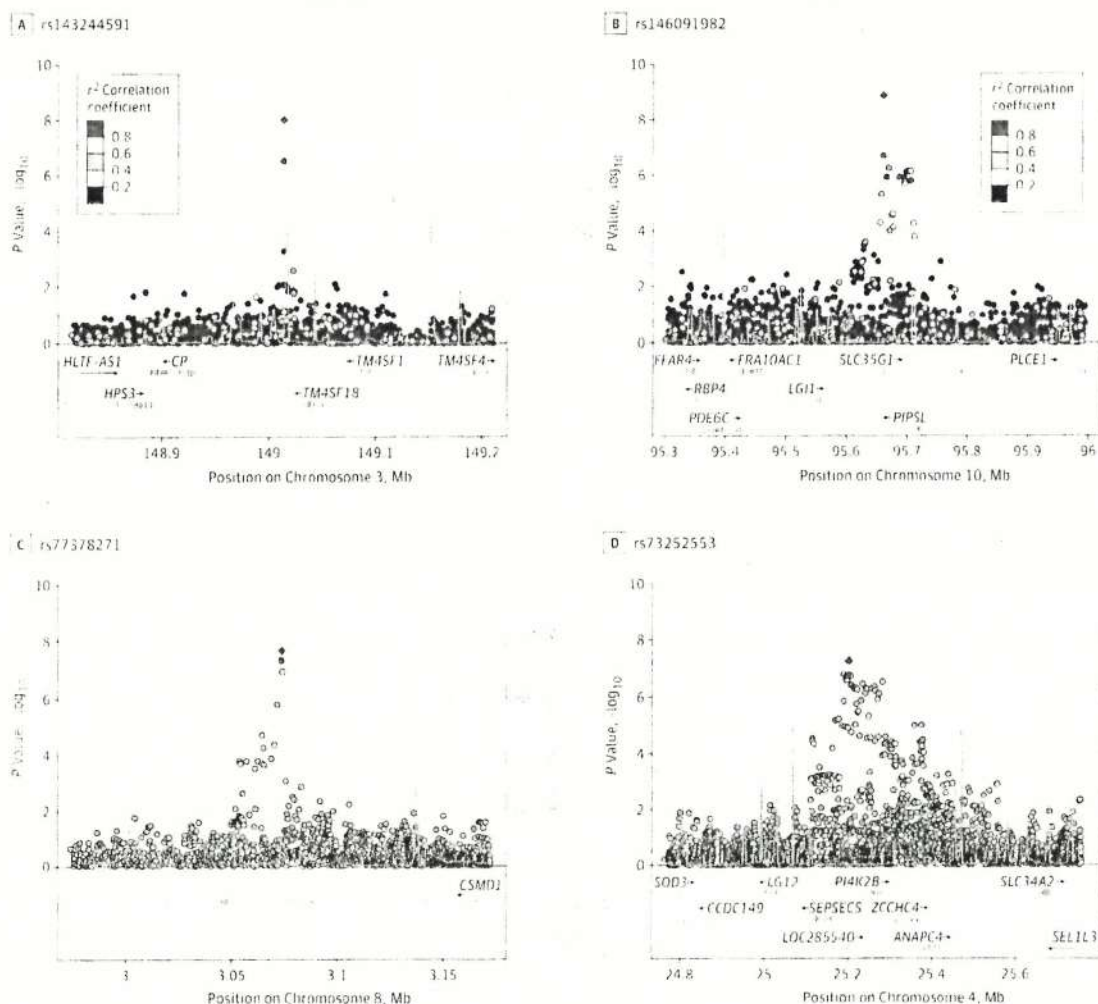 A rs143244591
r² Correlation
coefficient
0.8
0.6
0.4
0.2
P Value, -log10
10
8
6
4
2
0
HLTF-AS1
←CP
←TM4SF1
TM4SF4→
HPS3→
←TM4SF18
148.9
149
149.1
149.2
Position on Chromosome 3, Mb
B rs146091982
r² Correlation
coefficient
0.8
0.6
0.4
0.2
P Value, -log10
10
8
6
4
2
0
FFAR4→
←FRA10AC1
SLC35G1→
PLCE1→
←RBP4
LGI1→
PDE6C→
←PIPSL
95.3
95.4
95.5
95.6
95.7
95.8
95.9
96
Position on Chromosome 10, Mb
C rs77378271
P Value, -log10
10
8
6
4
2
0
←CSMD1
3
3.05
3.1
3.15
Position on Chromosome 8, Mb
D rs73252553
P Value, -log10
10
8
6
4
2
0
SOD3→
←LGI2
PI4K2B→
SLC34A2→
←CCDC149
←SEPSECS
ZCCHC4→
LOC285540→
ANAPC4→
SEL1L3
24.8
25
25.2
25.4
25.6
Position on Chromosome 4, Mb